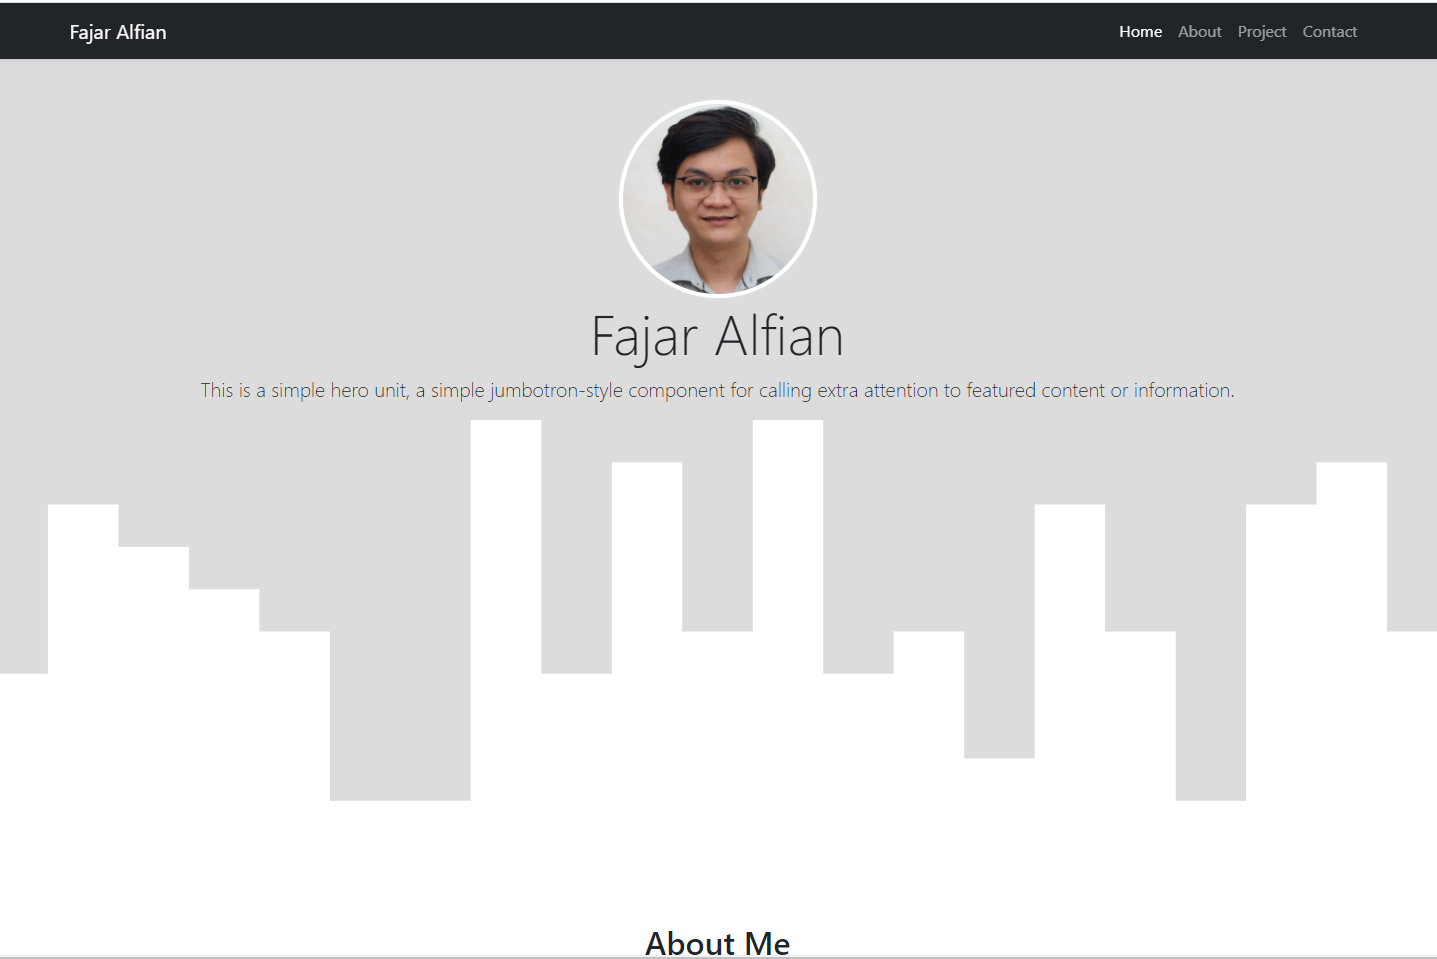 Fajar Alfian
Home About Project Contact
Fajar Alfian
This is a simple hero unit, a simple jumbotron-style component for calling extra attention to featured content or information.
About Me